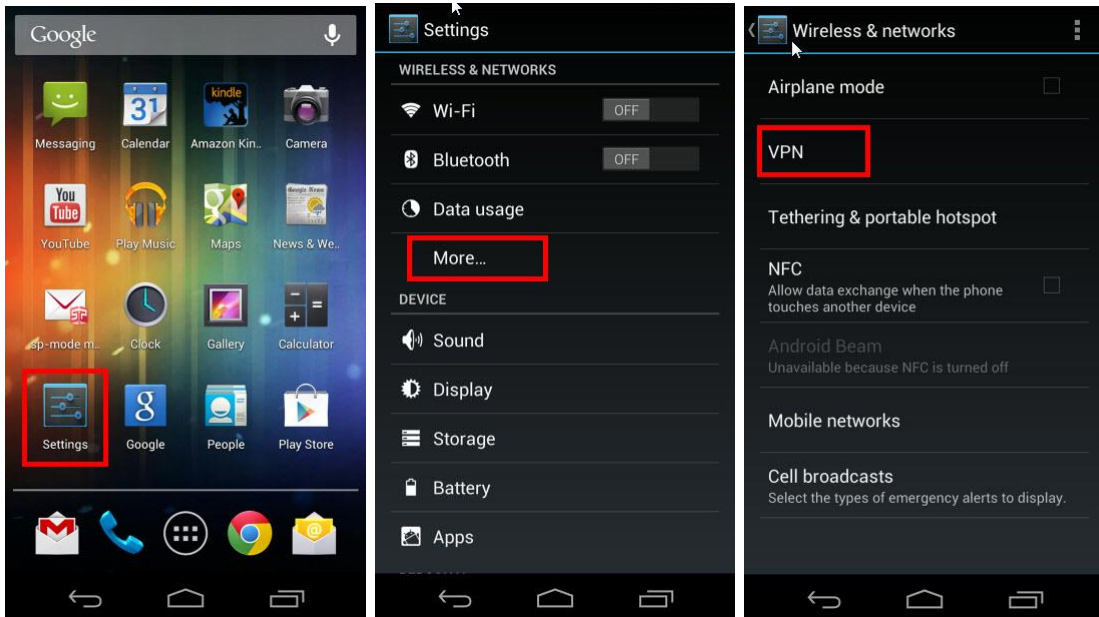 Google
Messaging
31
Calendar
kindle
Amazon Kin..
Camera
You
Tube
YouTube
Play Music
Maps
Google News
News & We..
sp-mode m..
Clock
Gallery
Calculator
Settings
g
Google
People
Play Store
Settings
WIRELESS & NETWORKS
Wi-Fi OFF
Bluetooth OFF
Data usage
More...
DEVICE
Sound
Display
Storage
Battery
Apps
Wireless & networks
Airplane mode
VPN
Tethering & portable hotspot
NFC
Allow data exchange when the phone
touches another device
Android Beam
Unavailable because NFC is turned off
Mobile networks
Cell broadcasts
Select the types of emergency alerts to display.